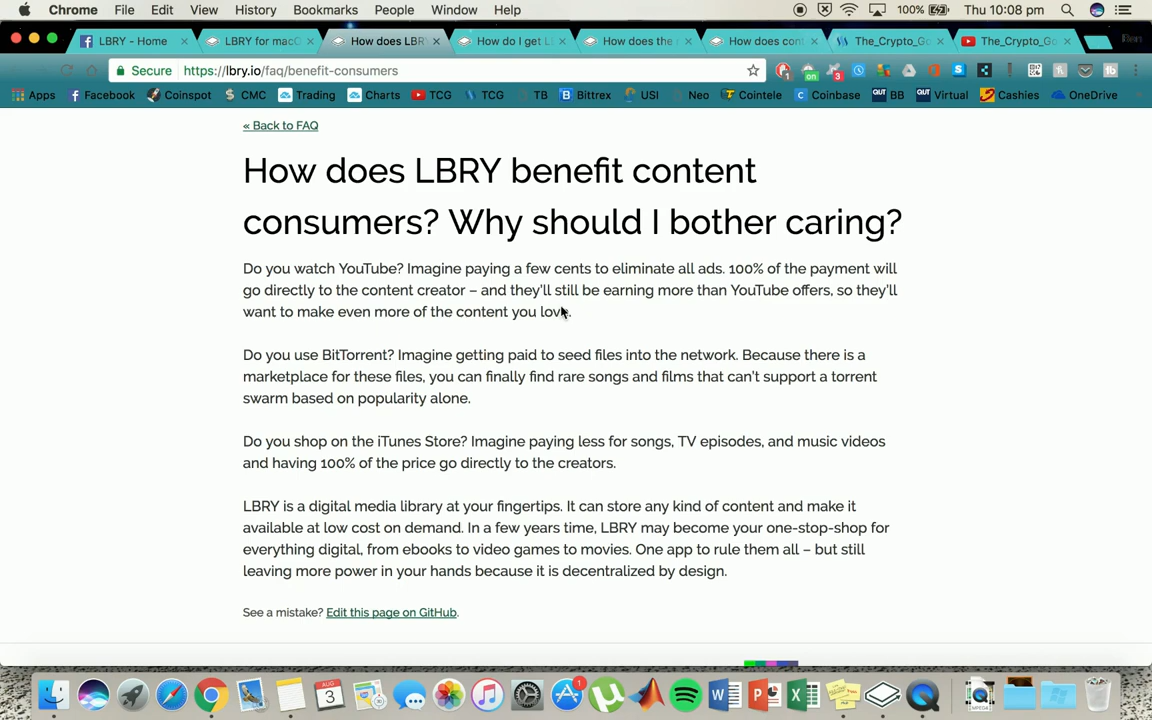 Chrome File Edit View History Bookmarks People Window Help 100% Thu 10:08 pm
LBRY - Home LBRY for macO How does LBR How do I get L How does the How does cont The_Crypto_Go The_Crypto_Go Ben
Secure https://lbry.io/faq/benefit-consumers
Apps Facebook Coinspot CMC Trading Charts TCG TCG TB Bittrex USI Neo Cointele Coinbase BB Virtual Cashies OneDrive
« Back to FAQ
How does LBRY benefit content
consumers? Why should I bother caring?
Do you watch YouTube? Imagine paying a few cents to eliminate all ads. 100% of the payment will
go directly to the content creator – and they'll still be earning more than YouTube offers, so they'll
want to make even more of the content you love.
Do you use BitTorrent? Imagine getting paid to seed files into the network. Because there is a
marketplace for these files, you can finally find rare songs and films that can't support a torrent
swarm based on popularity alone.
Do you shop on the iTunes Store? Imagine paying less for songs, TV episodes, and music videos
and having 100% of the price go directly to the creators.
LBRY is a digital media library at your fingertips. It can store any kind of content and make it
available at low cost on demand. In a few years time, LBRY may become your one-stop-shop for
everything digital, from ebooks to video games to movies. One app to rule them all – but still
leaving more power in your hands because it is decentralized by design.
See a mistake? Edit this page on GitHub.
AUG
3
1